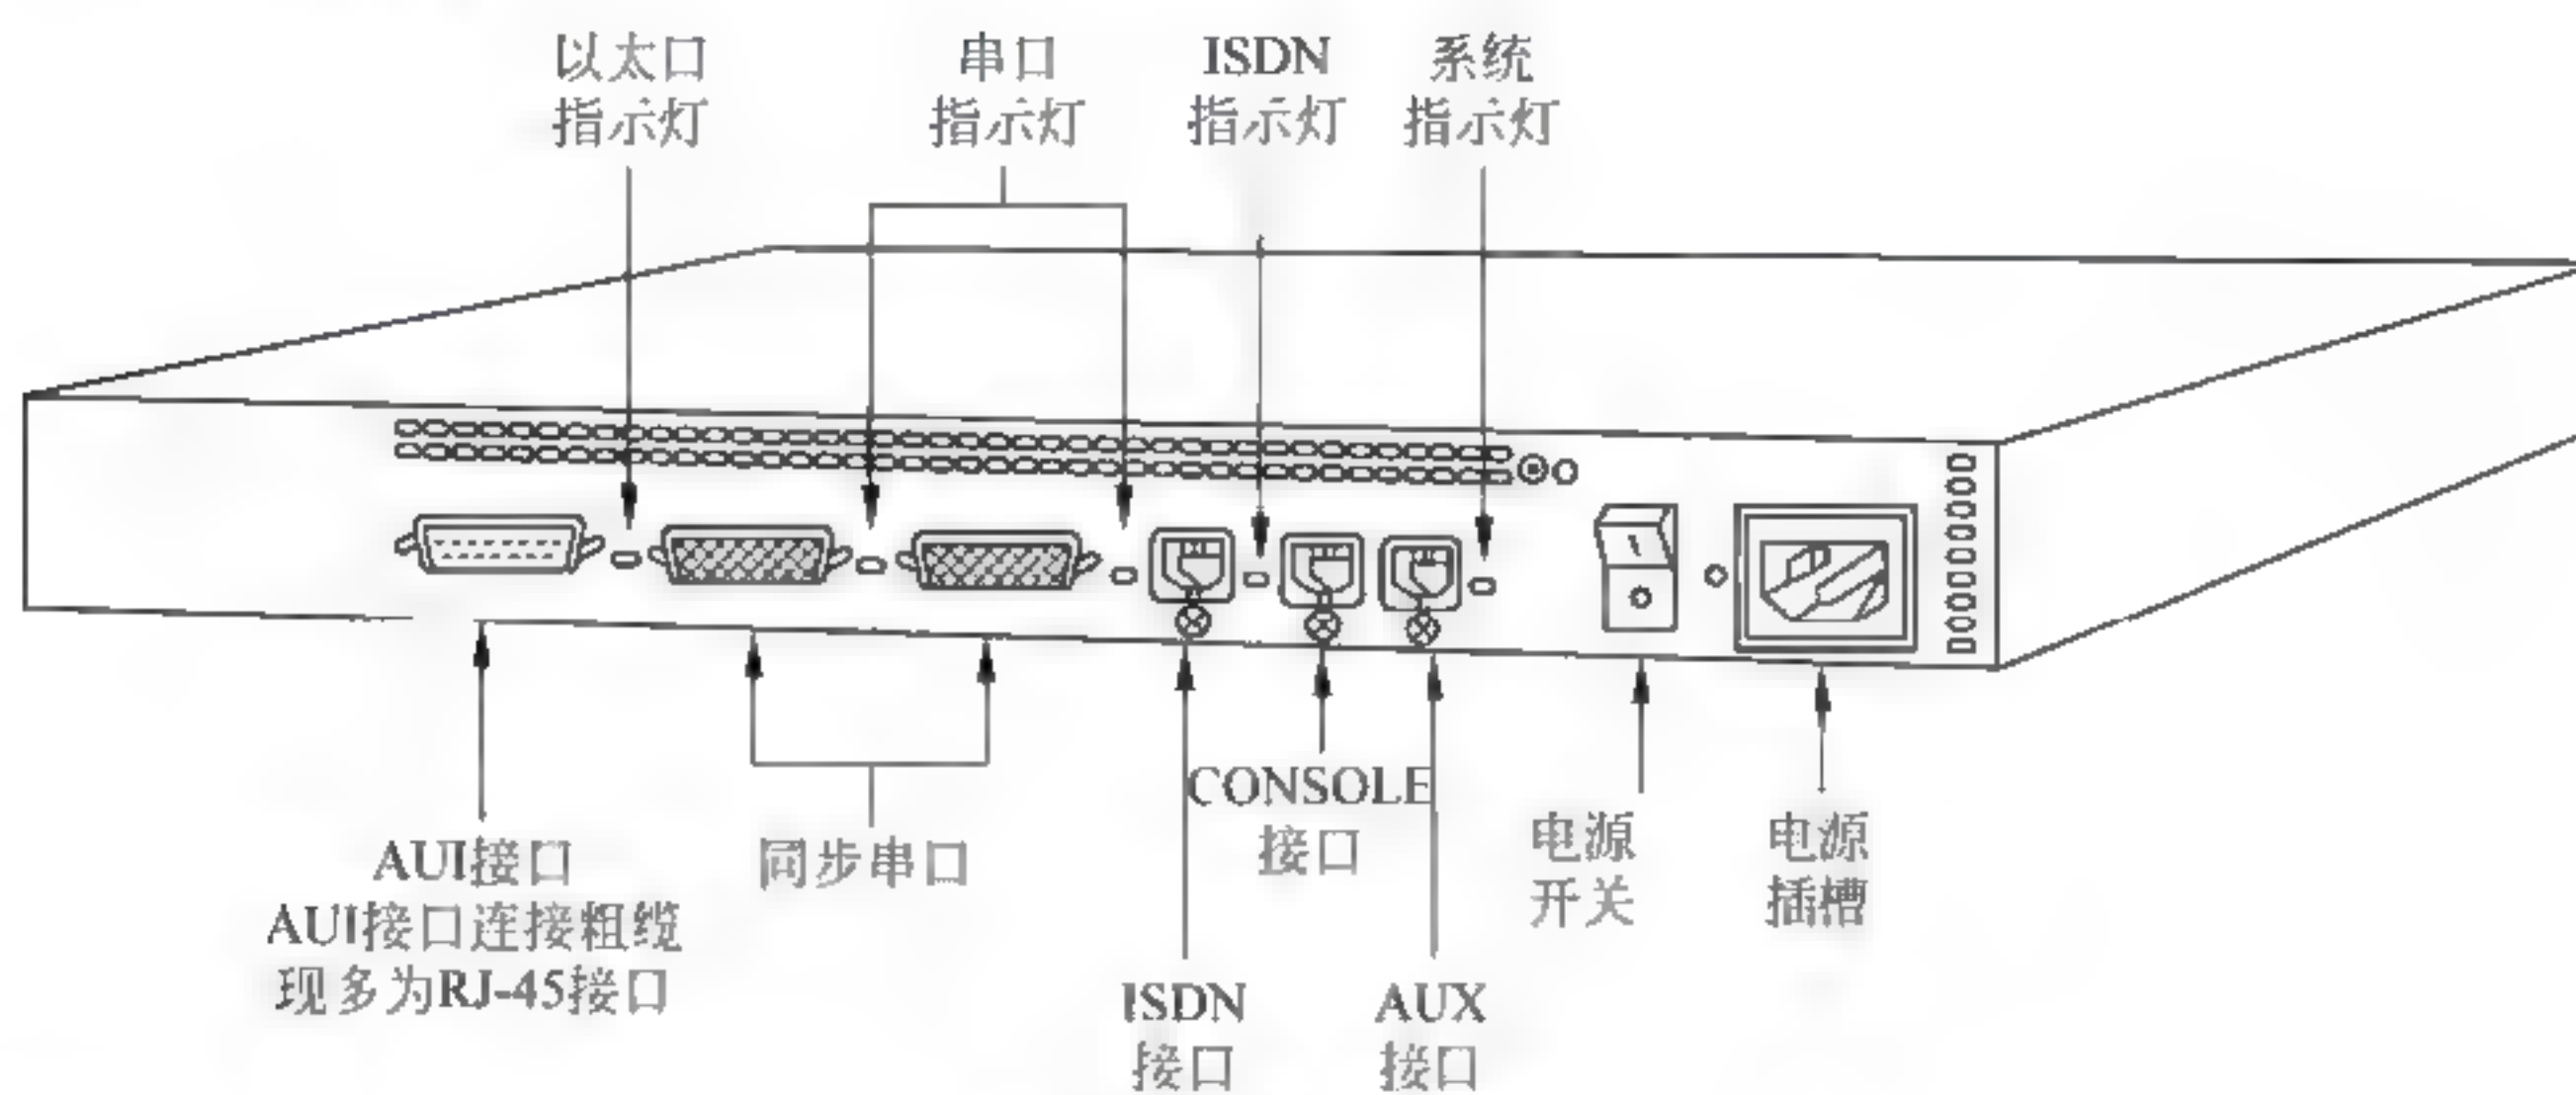 以太口
指示灯
串口
指示灯
ISDN
指示灯
系统
指示灯
AUI接口
AUI接口连接粗缆
现多为RJ-45接口
同步串口
CONSOLE
接口
电源
开关
电源
插槽
ISDN
接口
AUX
接口